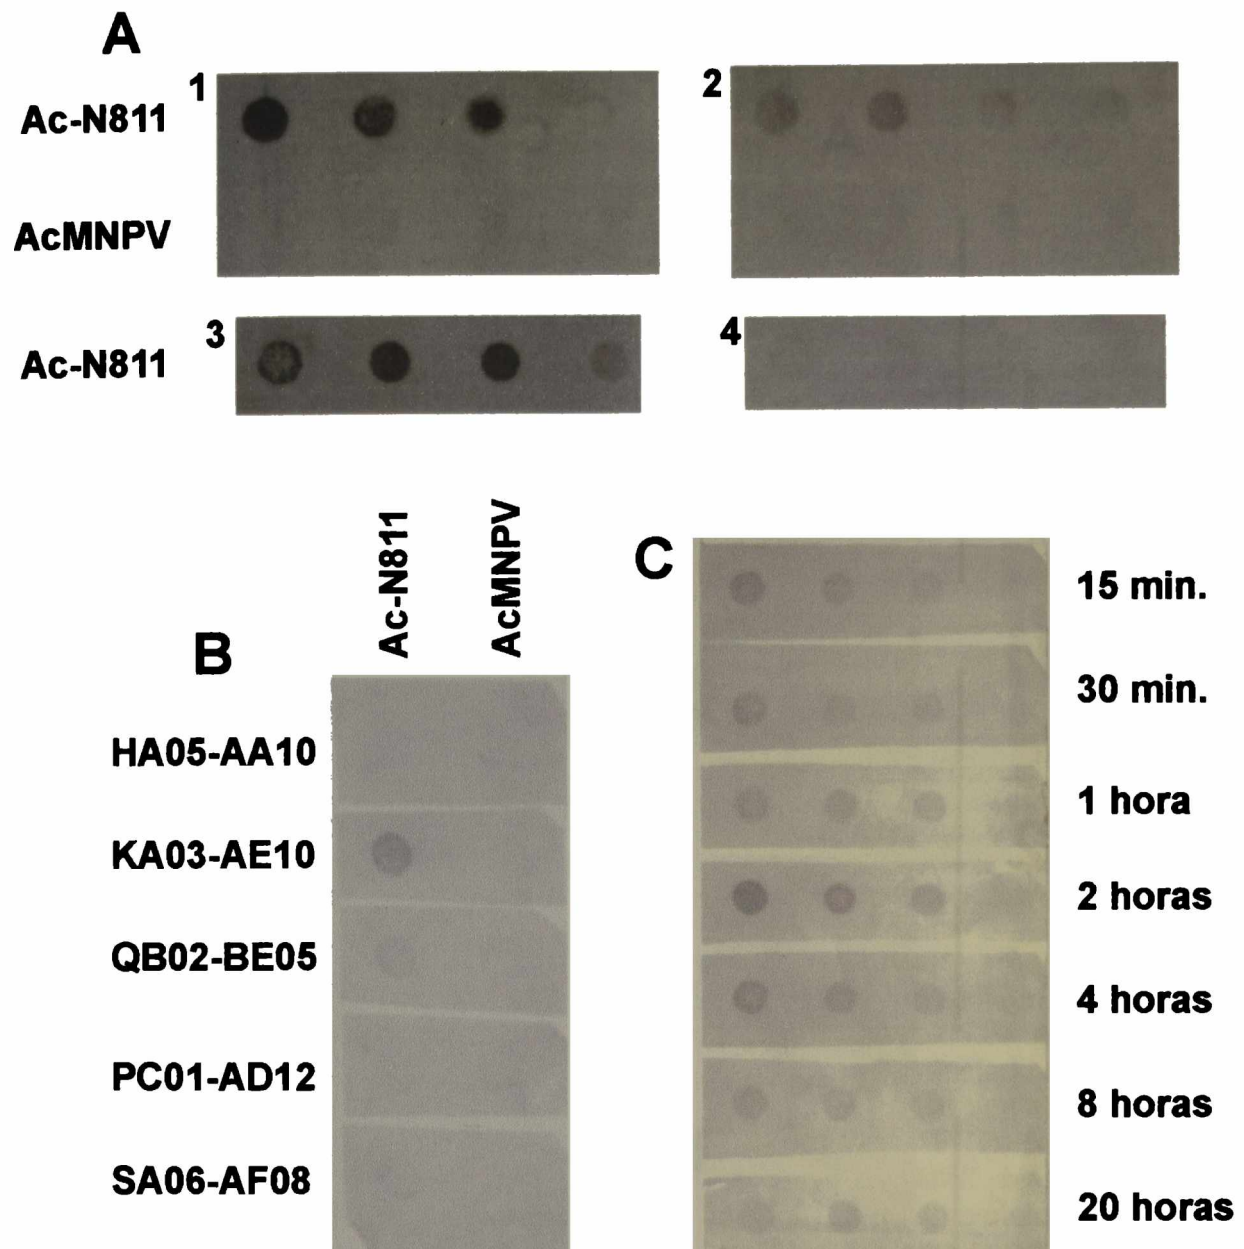 A
1
2
Ac-N811
AcMNPV
3
4
Ac-N811
B
Ac-N811
AcMNPV
HA05-AA10
KA03-AE10
QB02-BE05
PC01-AD12
SA06-AF08
C
15 min.
30 min.
1 hora
2 horas
4 horas
8 horas
20 horas